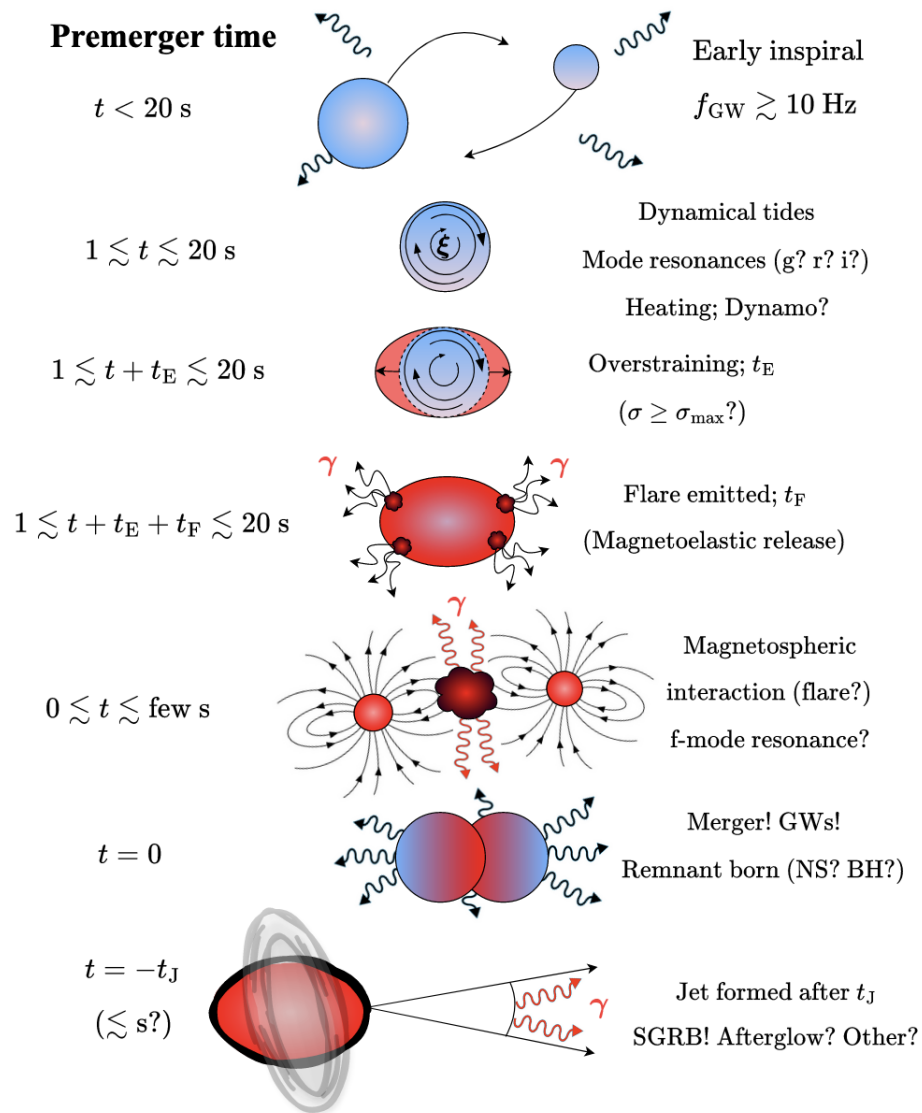 Premerger time
t < 20 s
Early inspiral
f_GW ≳ 10 Hz
1 ≲ t ≲ 20 s
ξ
Dynamical tides
Mode resonances (g? r? i?)
Heating; Dynamo?
1 ≲ t + t_E ≲ 20 s
Overstraining; t_E
(σ ≥ σ_max?)
1 ≲ t + t_E + t_F ≲ 20 s
γ
γ
Flare emitted; t_F
(Magnetoelastic release)
0 ≲ t ≲ few s
γ
Magnetospheric
interaction (flare?)
f-mode resonance?
t = 0
Merger! GWs!
Remnant born (NS? BH?)
t = −t_J
(≲ s?)
γ
Jet formed after t_J
SGRB! Afterglow? Other?